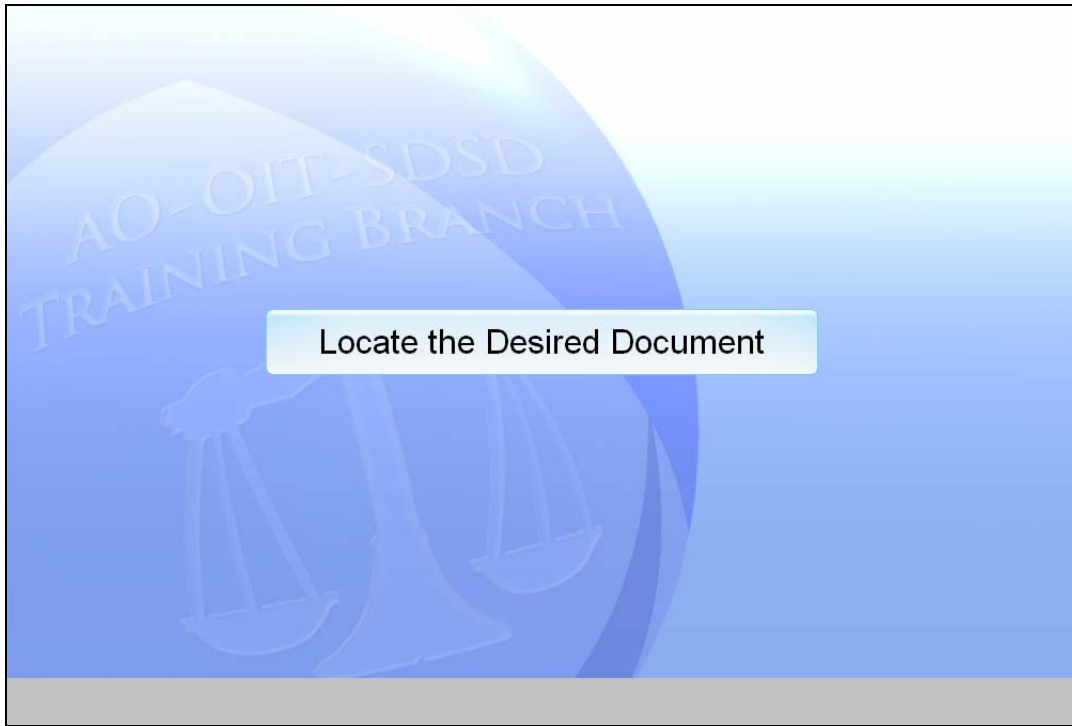 AO-OIT-SDSD
TRAINING BRANCH
Locate the Desired Document